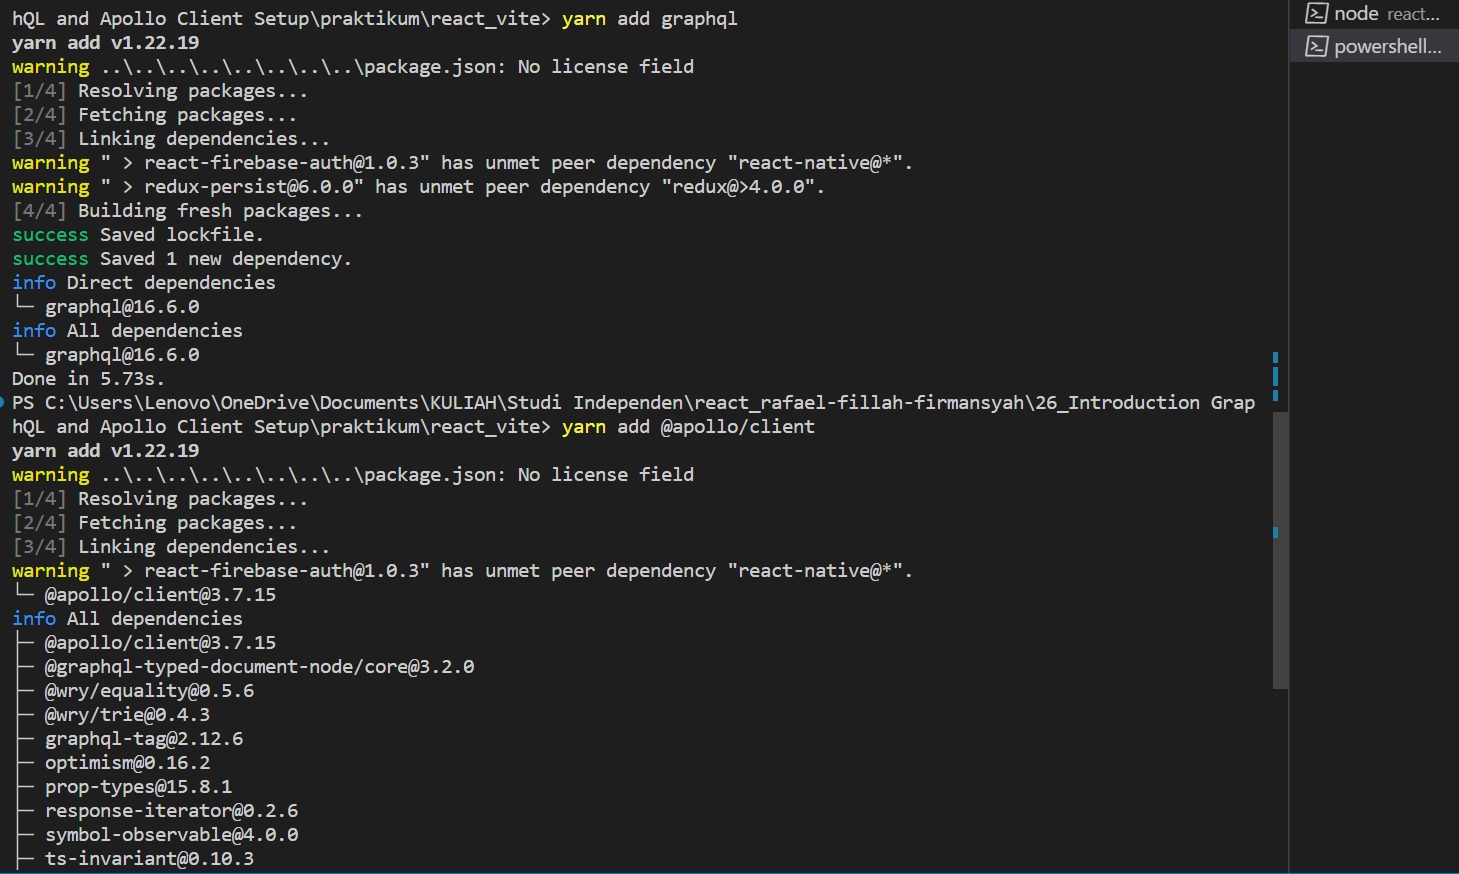 hQL and Apollo Client Setup\praktikum\react_vite> yarn add graphql
yarn add v1.22.19
warning ..\..\..\..\..\..\..\..\package.json: No license field
[1/4] Resolving packages...
[2/4] Fetching packages...
[3/4] Linking dependencies...
warning " > react-firebase-auth@1.0.3" has unmet peer dependency "react-native@*".
warning " > redux-persist@6.0.0" has unmet peer dependency "redux@>4.0.0".
[4/4] Building fresh packages...
success Saved lockfile.
success Saved 1 new dependency.
info Direct dependencies
└─ graphql@16.6.0
info All dependencies
└─ graphql@16.6.0
Done in 5.73s.
PS C:\Users\Lenovo\OneDrive\Documents\KULIAH\Studi Independen\react_rafael-fillah-firmansyah\26_Introduction Grap
hQL and Apollo Client Setup\praktikum\react_vite> yarn add @apollo/client
yarn add v1.22.19
warning ..\..\..\..\..\..\..\..\package.json: No license field
[1/4] Resolving packages...
[2/4] Fetching packages...
[3/4] Linking dependencies...
warning " > react-firebase-auth@1.0.3" has unmet peer dependency "react-native@*".
└─ @apollo/client@3.7.15
info All dependencies
├─ @apollo/client@3.7.15
├─ @graphql-typed-document-node/core@3.2.0
├─ @wry/equality@0.5.6
├─ @wry/trie@0.4.3
├─ graphql-tag@2.12.6
├─ optimism@0.16.2
├─ prop-types@15.8.1
├─ response-iterator@0.2.6
├─ symbol-observable@4.0.0
├─ ts-invariant@0.10.3
node react...
powershell...